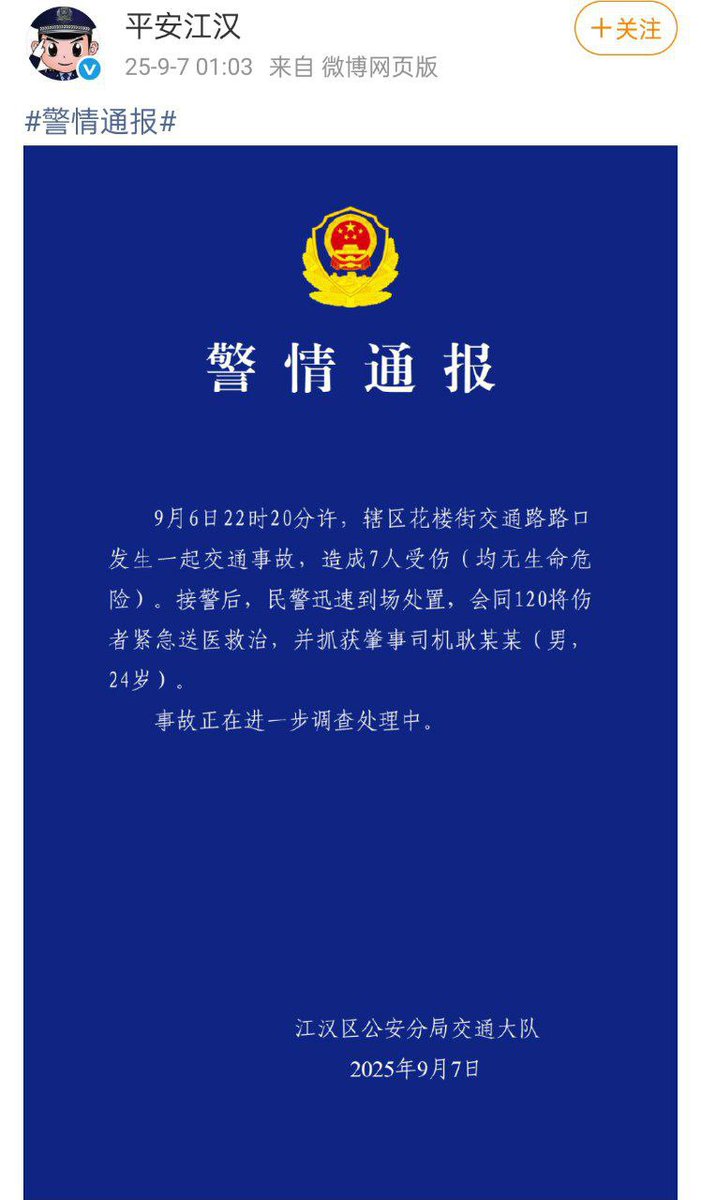 平安江汉
25-9-7 01:03 来自 微博网页版
+关注
#警情通报#
警情通报
9月6日22时20分许，辖区花楼街交通路路口
发生一起交通事故，造成7人受伤（均无生命危
险）。接警后，民警迅速到场处置，会同120将伤
者紧急送医救治，并抓获肇事司机耿某某（男，
24岁）。
事故正在进一步调查处理中。
江汉区公安分局交通大队
2025年9月7日